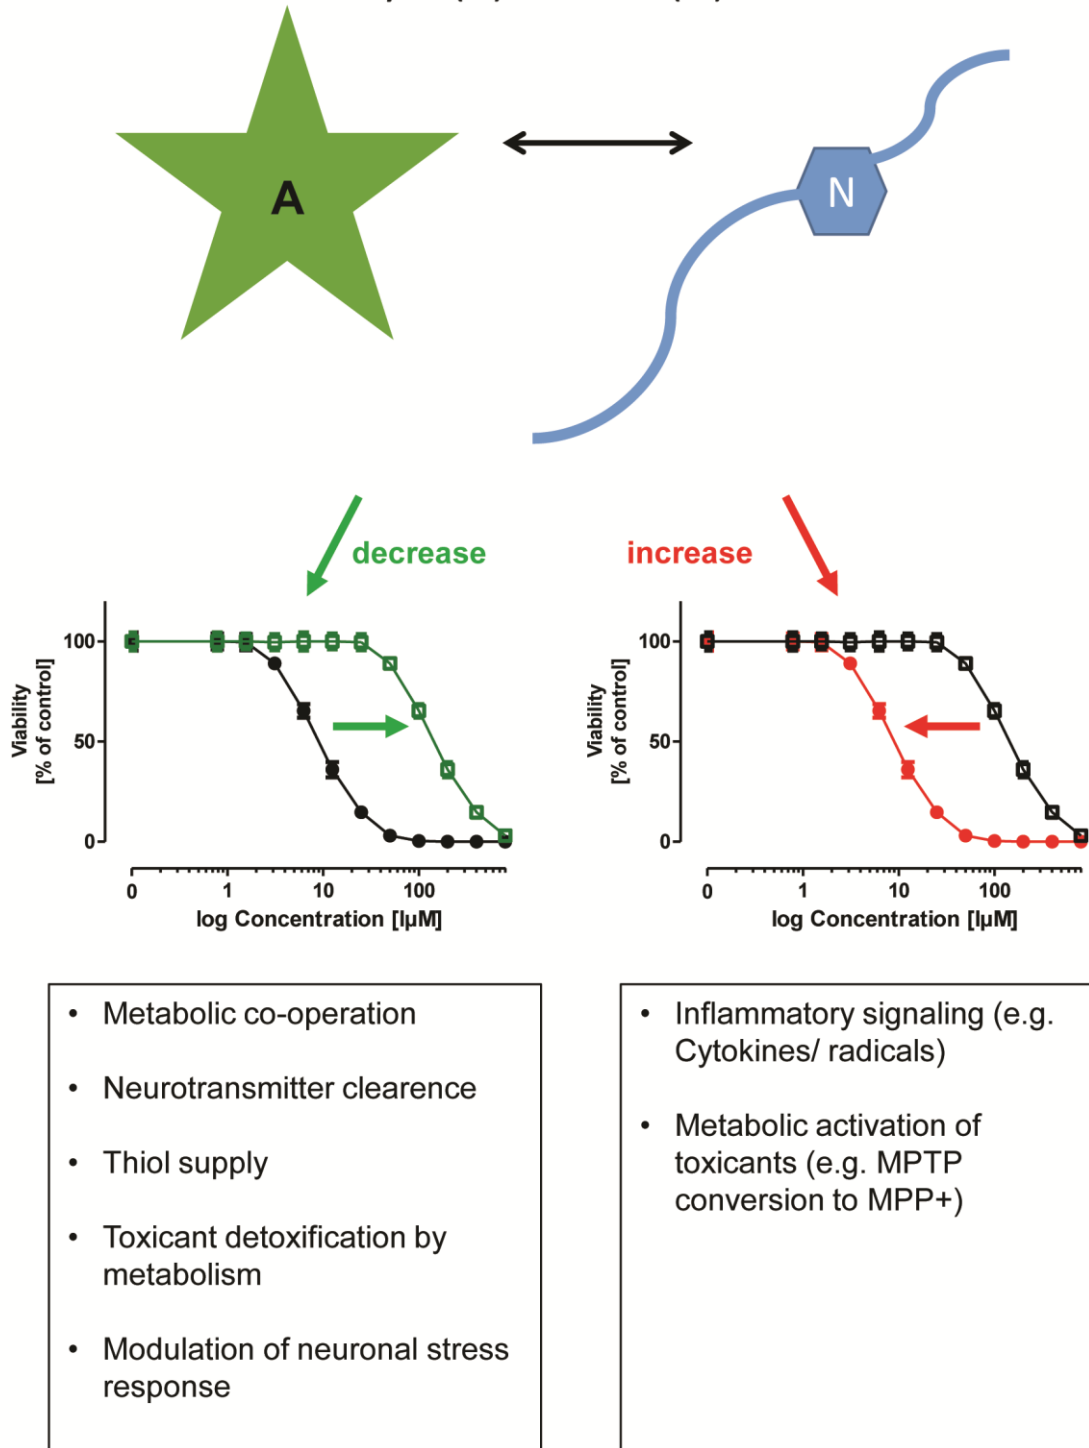 A
N
decrease
increase
100
50
0
Viability
[% of control]
0 1 10 100
log Concentration [lµM]
100
50
0
Viability
[% of control]
0 1 10 100
log Concentration [lµM]
• Metabolic co-operation
• Neurotransmitter clearence
• Thiol supply
• Toxicant detoxification by
metabolism
• Modulation of neuronal stress
response
• Inflammatory signaling (e.g.
Cytokines/ radicals)
• Metabolic activation of
toxicants (e.g. MPTP
conversion to MPP+)